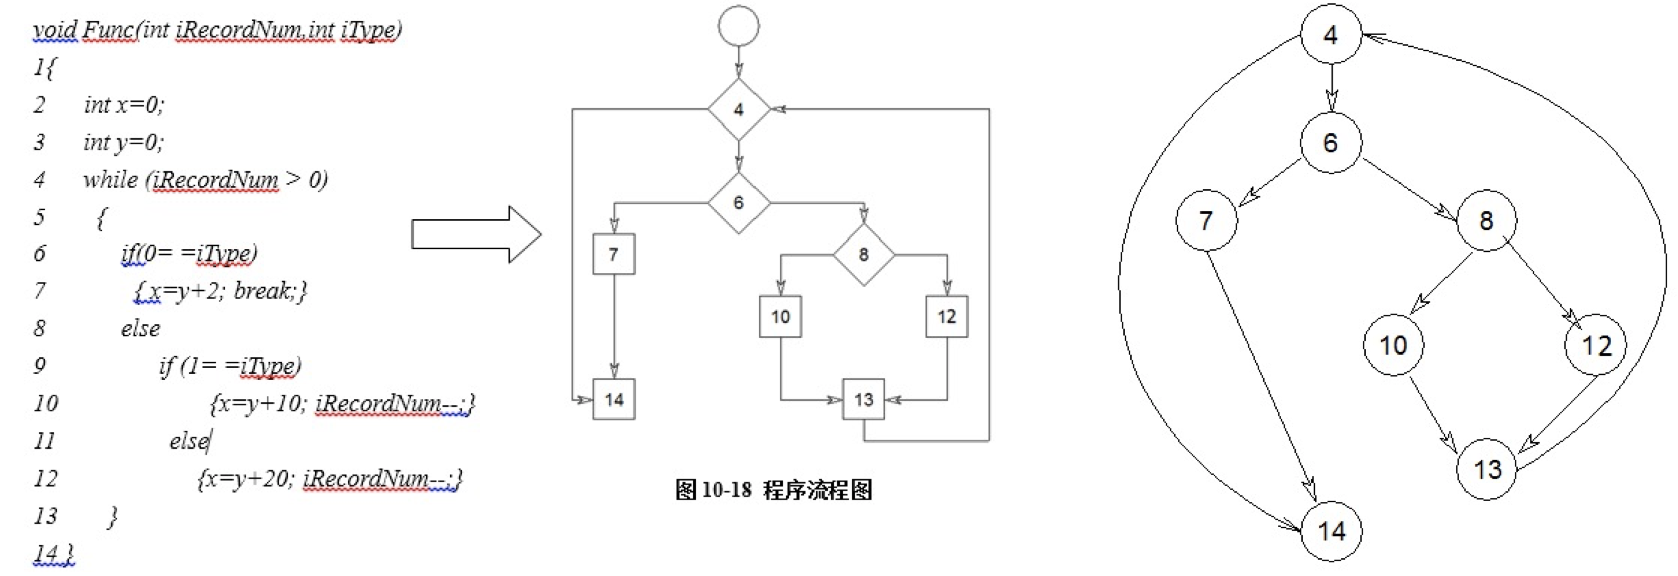 void Func(int iRecordNum,int iType)
1{
2 int x=0;
3 int y=0;
4 while (iRecordNum > 0)
5 {
6 if(0= =iType)
7 { x=y+2; break;}
8 else
9 if (1= =iType)
10 {x=y+10; iRecordNum--;}
11 else
12 {x=y+20; iRecordNum--;}
13 }
14 }
4
6
7
8
10
12
14
13
图 10-18 程序流程图
4
6
7
8
10
12
13
14